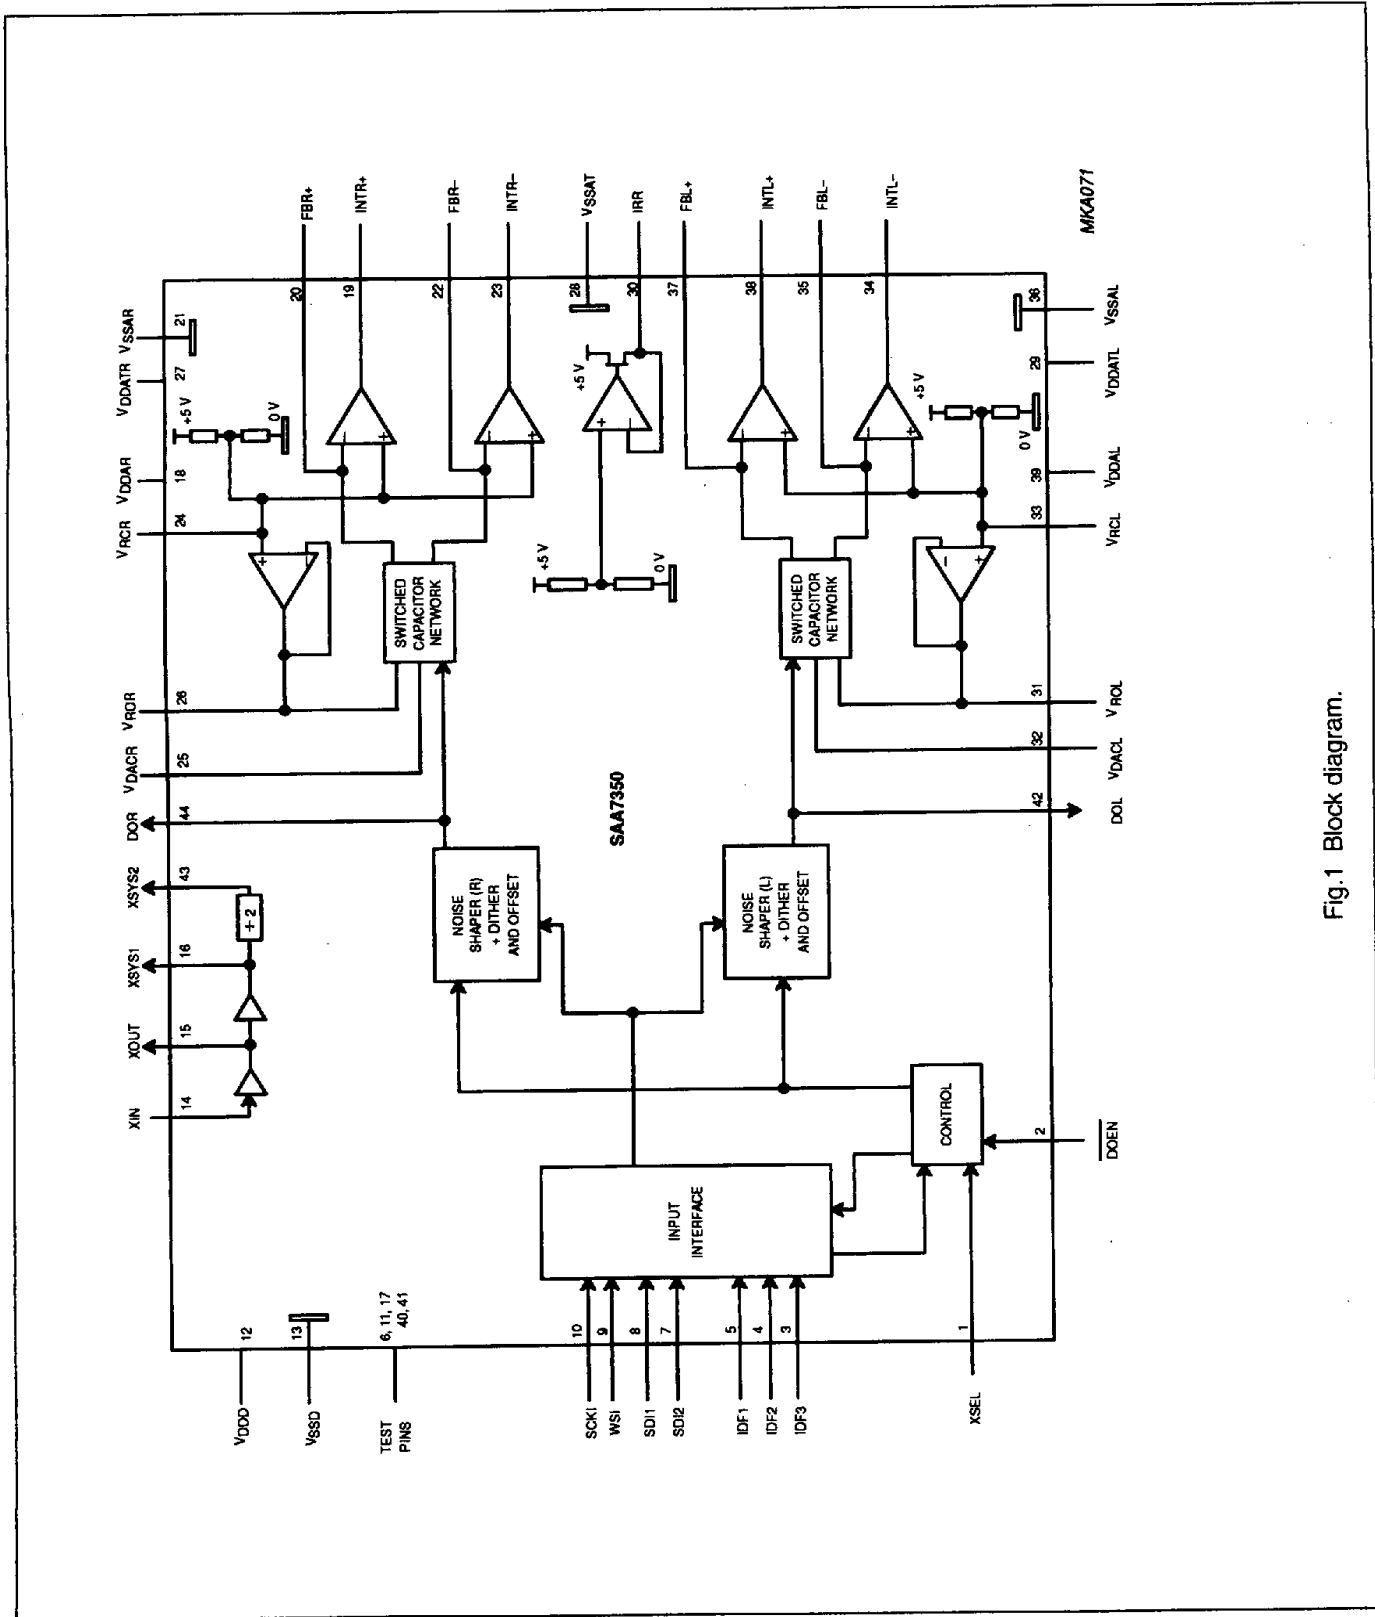 XIN
14
XOUT
15
XSYS1
16
XSYS2
43
DOR
44
VDACR
25
VROR
26
VRCR
24
VDDAR
18
VDDATR
27
VSSAR
21
+5 V
0 V
FBR+
20
INTR+
19
FBR−
22
INTR−
23
VSSAT
28
IRR
30
FBL+
37
INTL+
38
FBL−
35
INTL−
34
VDDD
12
VSSD
13
TEST
PINS
6, 11, 17
40, 41
SCKI
10
WSI
9
SDI1
8
SDI2
7
IDF1
5
IDF2
4
IDF3
3
XSEL
1
DOEN
2
DOL
42
VDACL
32
VROL
31
VRCL
33
VDDAL
39
VDDATL
29
VSSAL
36
÷ 2
NOISE
SHAPER (R)
+ DITHER
AND OFFSET
SWITCHED
CAPACITOR
NETWORK
+
−
+
−
+
−
+
+5 V
0 V
+5 V
+
−
SAA7350
INPUT
INTERFACE
CONTROL
NOISE
SHAPER (L)
+ DITHER
AND OFFSET
SWITCHED
CAPACITOR
NETWORK
−
+
−
+
−
+
+5 V
0 V
MKA071
Fig.1 Block diagram.